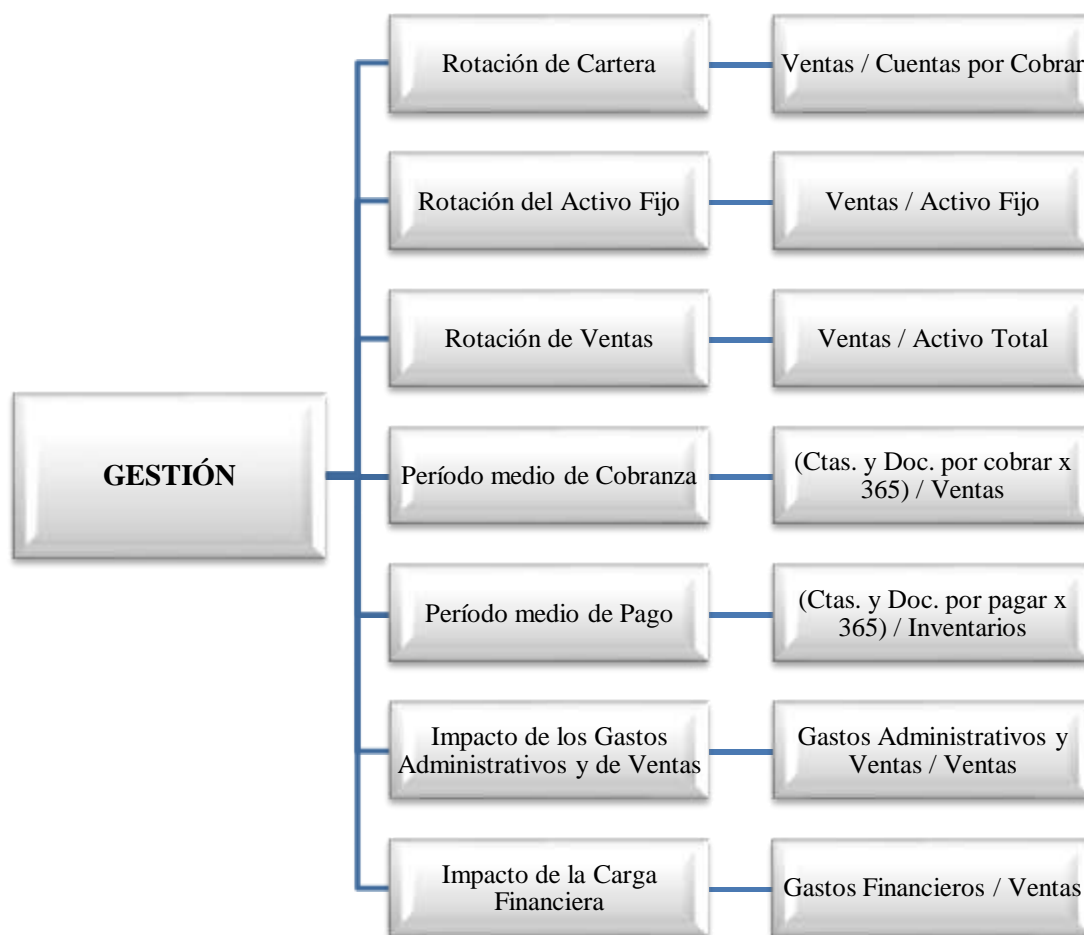 Rotación de Cartera
Ventas / Cuentas por Cobrar
Rotación del Activo Fijo
Ventas / Activo Fijo
Rotación de Ventas
Ventas / Activo Total
GESTIÓN
Período medio de Cobranza
(Ctas. y Doc. por cobrar x
365) / Ventas
Período medio de Pago
(Ctas. y Doc. por pagar x
365) / Inventarios
Impacto de los Gastos
Administrativos y de Ventas
Gastos Administrativos y
Ventas / Ventas
Impacto de la Carga
Financiera
Gastos Financieros / Ventas